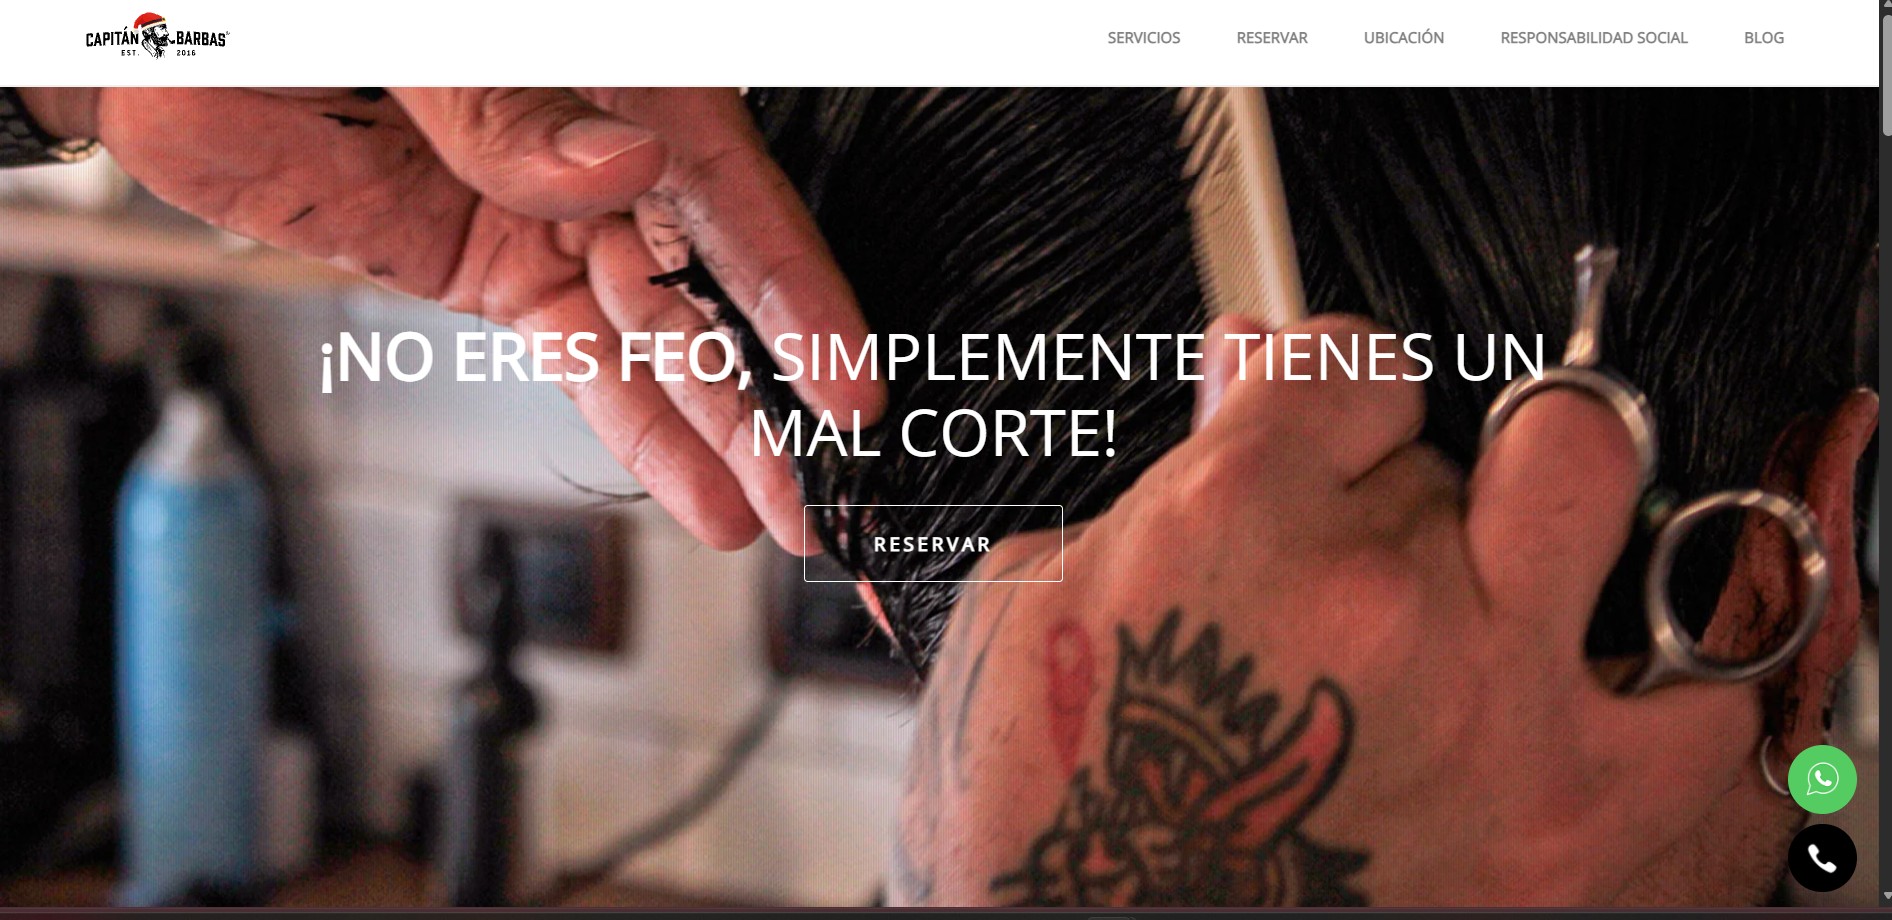 CAPITÁN BARBAS
EST. 2016
SERVICIOS
RESERVAR
UBICACIÓN
RESPONSABILIDAD SOCIAL
BLOG
¡NO ERES FEO, SIMPLEMENTE TIENES UN
MAL CORTE!
RESERVAR